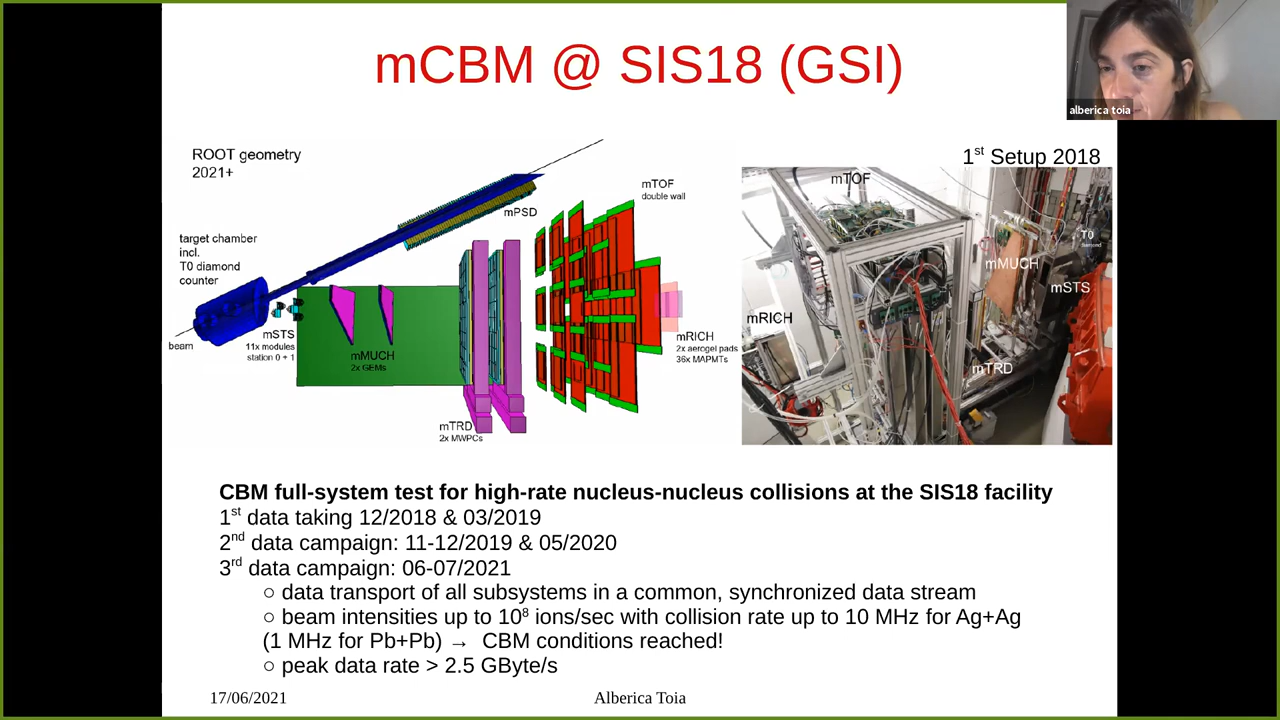 mCBM @ SIS18 (GSI)
alberica toia
ROOT geometry
2021+
1st Setup 2018
mTOF
double wall
mPSD
target chamber
incl.
T0 diamond
counter
beam
mSTS
11x modules
station 0 + 1
mMUCH
2x GEMs
mTRD
2x MWPCs
mRICH
2x aerogel pads
36x MAPMTs
mTOF
T0
diamond
mMUCH
mSTS
mRICH
mTRD
CBM full-system test for high-rate nucleus-nucleus collisions at the SIS18 facility
1st data taking 12/2018 & 03/2019
2nd data campaign: 11-12/2019 & 05/2020
3rd data campaign: 06-07/2021
○ data transport of all subsystems in a common, synchronized data stream
○ beam intensities up to 10⁸ ions/sec with collision rate up to 10 MHz for Ag+Ag
(1 MHz for Pb+Pb) → CBM conditions reached!
○ peak data rate > 2.5 GByte/s
17/06/2021
Alberica Toia